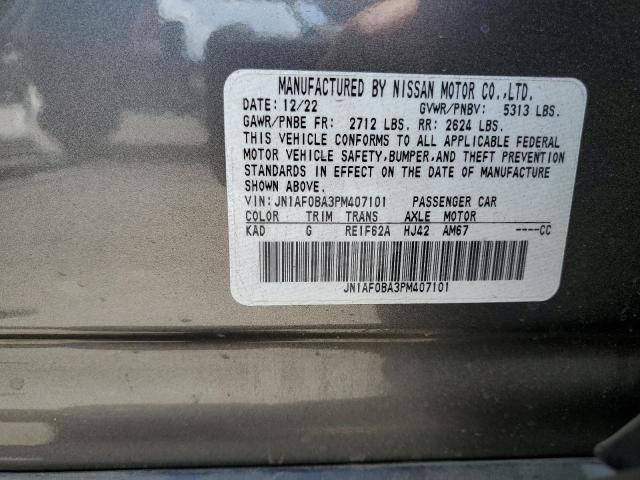 MANUFACTURED BY NISSAN MOTOR CO.,LTD.
DATE: 12/22 GVWR/PNBV: 5313 LBS.
GAWR/PNBE FR: 2712 LBS. RR: 2624 LBS.
THIS VEHICLE CONFORMS TO ALL APPLICABLE FEDERAL
MOTOR VEHICLE SAFETY,BUMPER,AND THEFT PREVENTION
STANDARDS IN EFFECT ON THE DATE OF MANUFACTURE
SHOWN ABOVE.
VIN: JN1AF0BA3PM407101 PASSENGER CAR
COLOR TRIM TRANS AXLE MOTOR
KAD G RE1F62A HJ42 AM67 ----CC
JN1AF0BA3PM407101